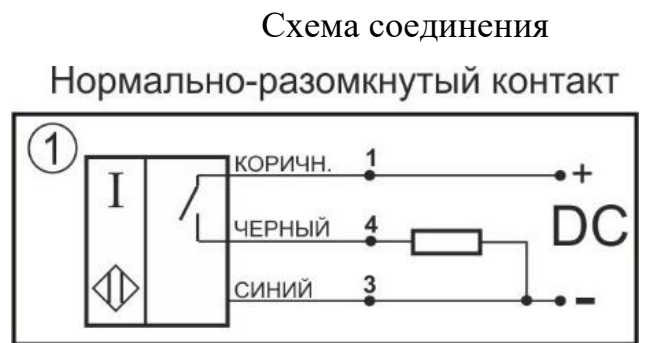 Схема соединения
Нормально-разомкнутый контакт
1
I
КОРИЧН. 1 +
ЧЕРНЫЙ 4 DC
СИНИЙ 3 -